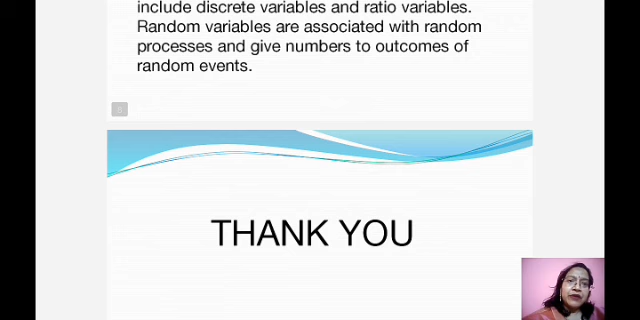 include discrete variables and ratio variables.
Random variables are associated with random
processes and give numbers to outcomes of
random events.
THANK YOU